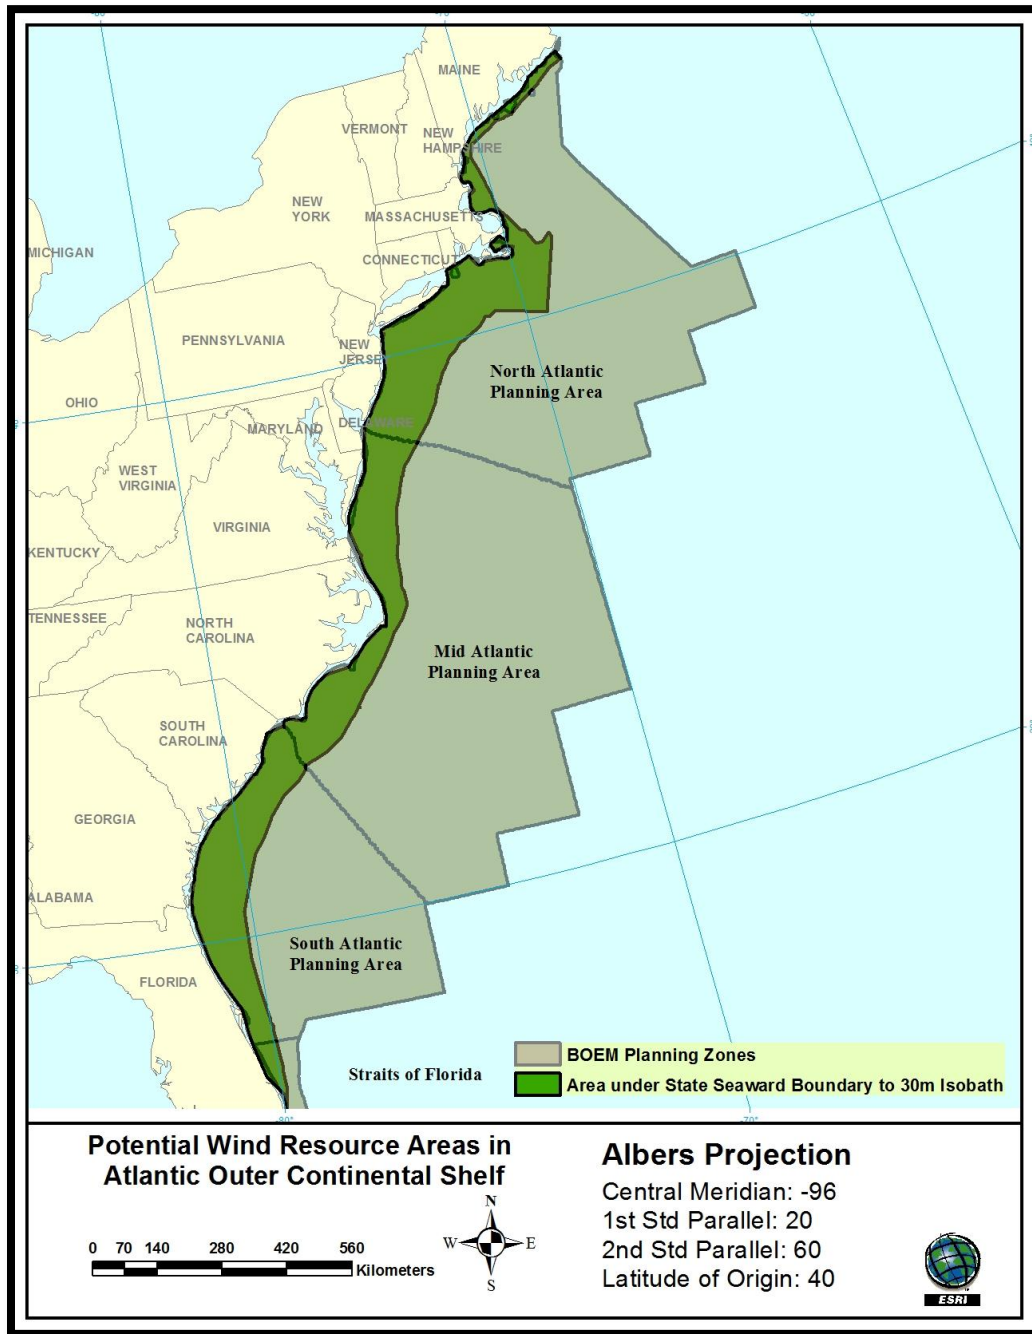 MAINE
VERMONT
NEW
HAMPSHIRE
NEW
YORK
MASSACHUSETTS
MICHIGAN
CONNECTICUT
PENNSYLVANIA
NEW
JERSEY
North Atlantic
Planning Area
OHIO
MARYLAND
DELAWARE
WEST
VIRGINIA
VIRGINIA
KENTUCKY
TENNESSEE
NORTH
CAROLINA
Mid Atlantic
Planning Area
SOUTH
CAROLINA
GEORGIA
ALABAMA
South Atlantic
Planning Area
FLORIDA
BOEM Planning Zones
Straits of Florida
Area under State Seaward Boundary to 30m Isobath
-80°
-70°
Potential Wind Resource Areas in
Atlantic Outer Continental Shelf
N
W
E
S
0 70 140 280 420 560
Kilometers
Albers Projection
Central Meridian: -96
1st Std Parallel: 20
2nd Std Parallel: 60
Latitude of Origin: 40
ESRI